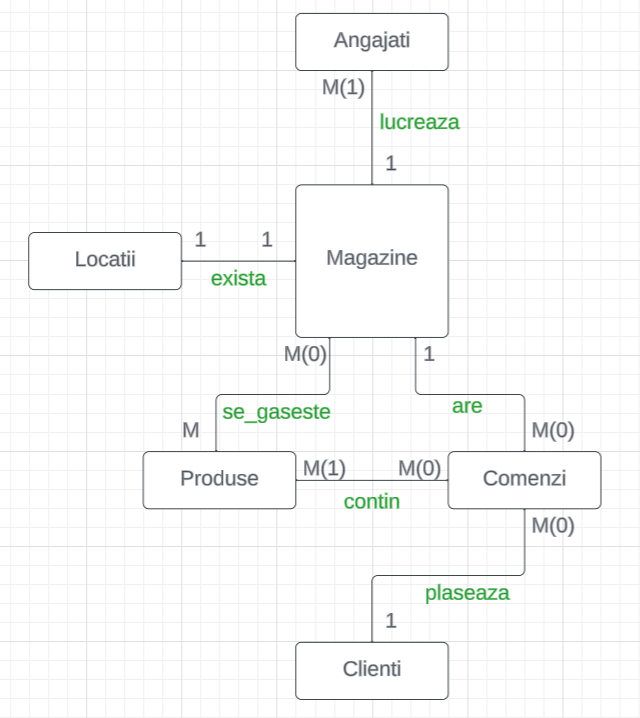 Angajati
M(1)
lucreaza
1
Magazine
1
1
Locatii
exista
M(0)
1
se_gaseste
are
M
M(0)
Produse
M(1)
M(0)
Comenzi
contin
M(0)
plaseaza
1
Clienti